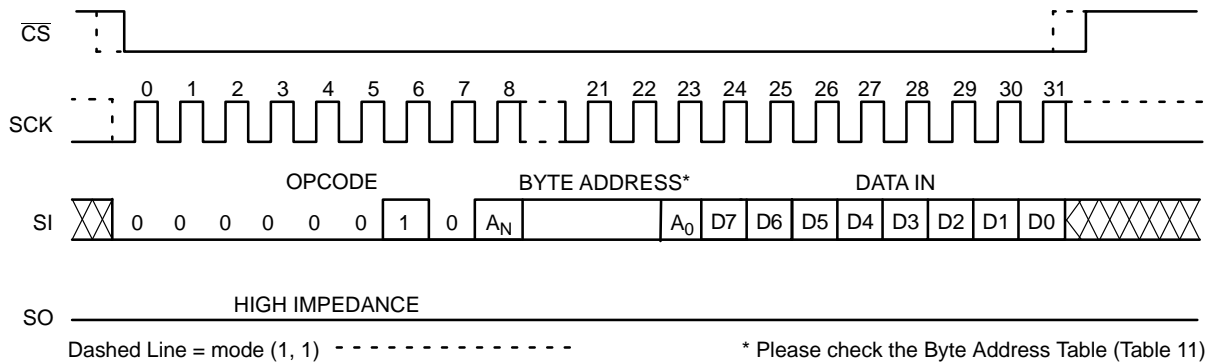 CS
0 1 2 3 4 5 6 7 8 21 22 23 24 25 26 27 28 29 30 31
SCK
OPCODE BYTE ADDRESS* DATA IN
SI 0 0 0 0 0 0 1 0 AN A0 D7 D6 D5 D4 D3 D2 D1 D0
HIGH IMPEDANCE
SO
Dashed Line = mode (1, 1) * Please check the Byte Address Table (Table 11)